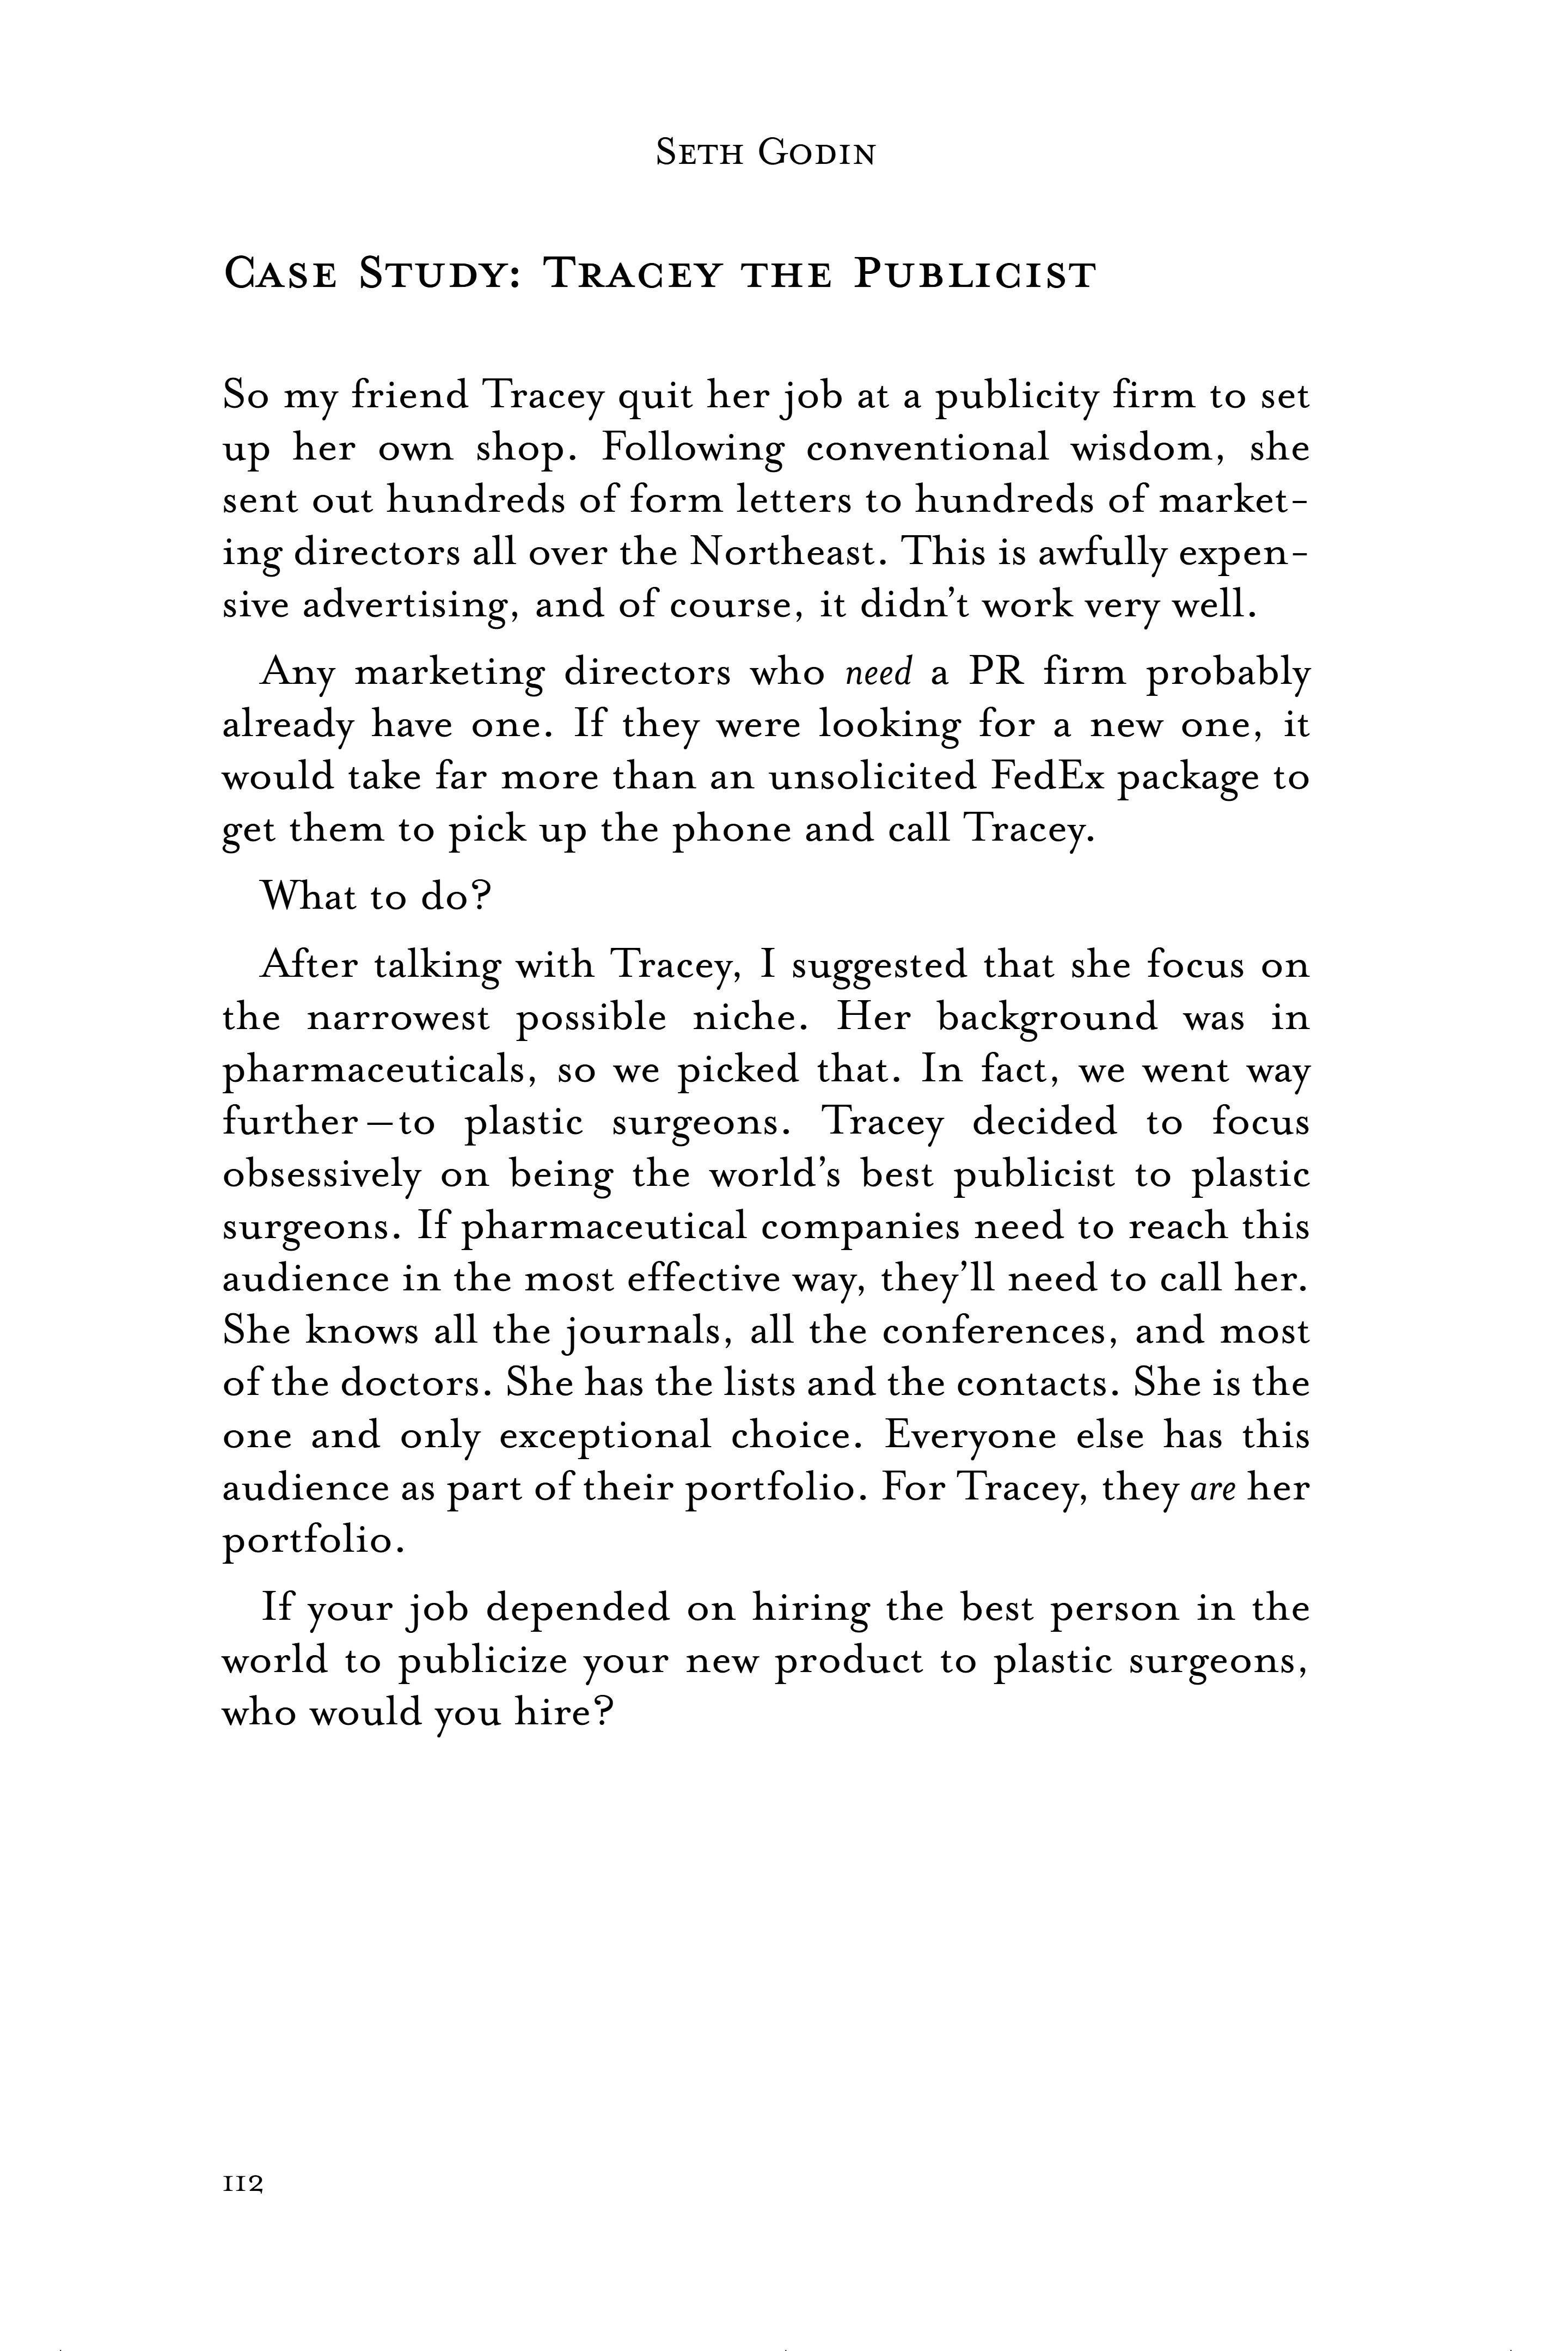 Seth Godin
Case Study: Tracey the Publicist
So my friend Tracey quit her job at a publicity firm to set
up her own shop. Following conventional wisdom, she
sent out hundreds of form letters to hundreds of market-
ing directors all over the Northeast. This is awfully expen-
sive advertising, and of course, it didn’t work very well.
Any marketing directors who need a PR firm probably
already have one. If they were looking for a new one, it
would take far more than an unsolicited FedEx package to
get them to pick up the phone and call Tracey.
What to do?
After talking with Tracey, I suggested that she focus on
the narrowest possible niche. Her background was in
pharmaceuticals, so we picked that. In fact, we went way
further—to plastic surgeons. Tracey decided to focus
obsessively on being the world’s best publicist to plastic
surgeons. If pharmaceutical companies need to reach this
audience in the most effective way, they’ll need to call her.
She knows all the journals, all the conferences, and most
of the doctors. She has the lists and the contacts. She is the
one and only exceptional choice. Everyone else has this
audience as part of their portfolio. For Tracey, they are her
portfolio.
If your job depended on hiring the best person in the
world to publicize your new product to plastic surgeons,
who would you hire?
112